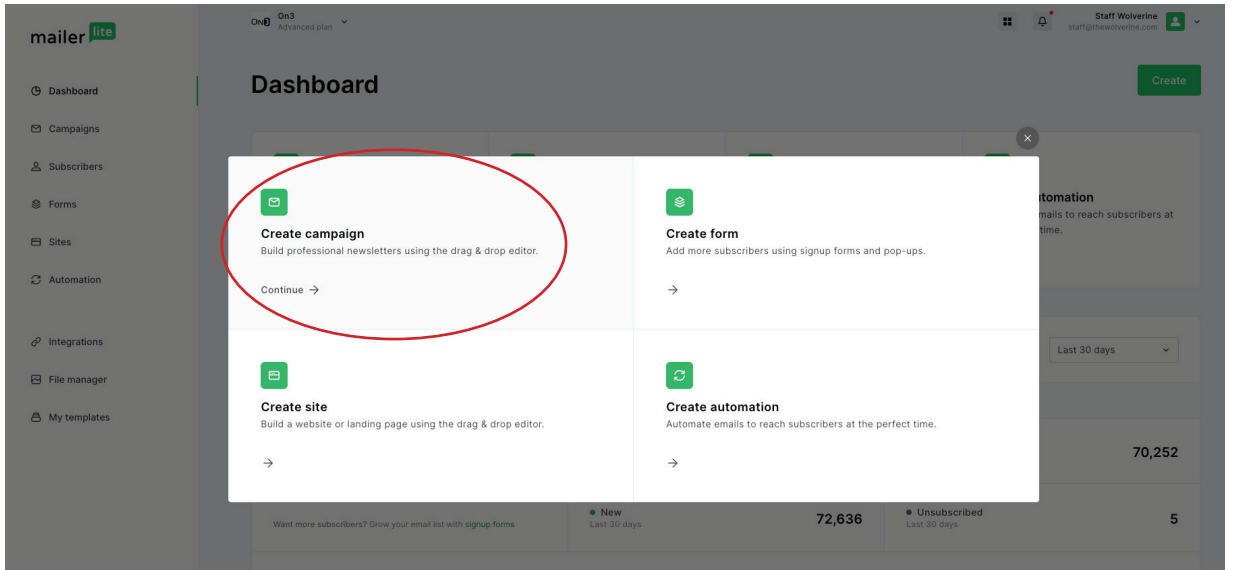 mailer lite
Dashboard
Campaigns
Subscribers
Forms
Sites
Automation
Integrations
File manager
My templates
On3
On3
Advanced plan
Staff Wolverine
staff@thewolverine.com
Dashboard
Create
Create campaign
Build professional newsletters using the drag & drop editor.
Continue →
Create form
Add more subscribers using signup forms and pop-ups.
→
Create site
Build a website or landing page using the drag & drop editor.
→
Create automation
Automate emails to reach subscribers at the perfect time.
→
tomation
mails to reach subscribers at
time.
Last 30 days
70,252
Want more subscribers? Grow your email list with signup forms
New
Last 30 days
72,636
Unsubscribed
Last 30 days
5